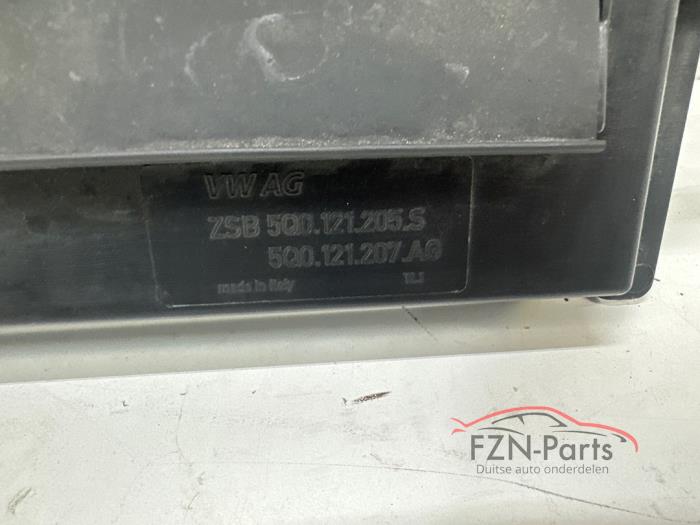 VW AG
ZSB 5Q0.121.205.S
5Q0.121.207.AG
made in Italy
FZN-Parts
Duitse auto onderdelen